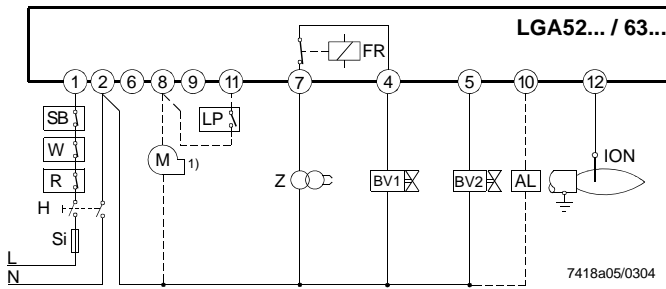 LGA52... / 63...
FR
1 2 6 8 9 11 7 4 5 10 12
SB
LP
W
M 1)
ION
R
Z
BV1
BV2
AL
H
Si
L
N
7418a05/0304